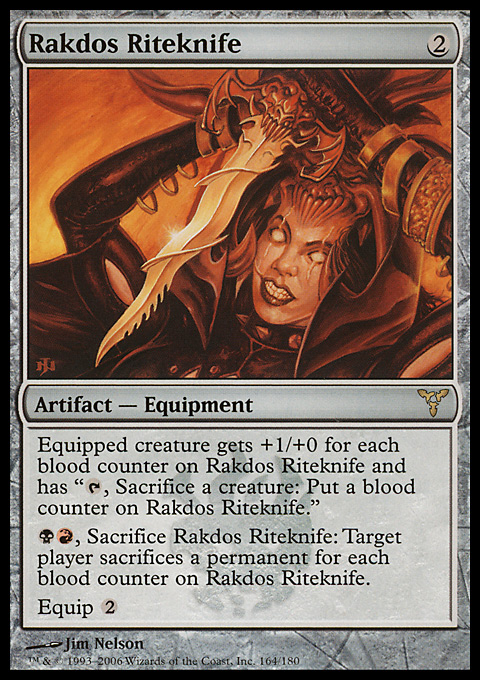 Rakdos Riteknife 2
Artifact — Equipment
Equipped creature gets +1/+0 for each
blood counter on Rakdos Riteknife and
has “, Sacrifice a creature: Put a blood
counter on Rakdos Riteknife.”
, Sacrifice Rakdos Riteknife: Target
player sacrifices a permanent for each
blood counter on Rakdos Riteknife.
Equip 2
Jim Nelson
™ & © 1993–2006 Wizards of the Coast, Inc. 164/180